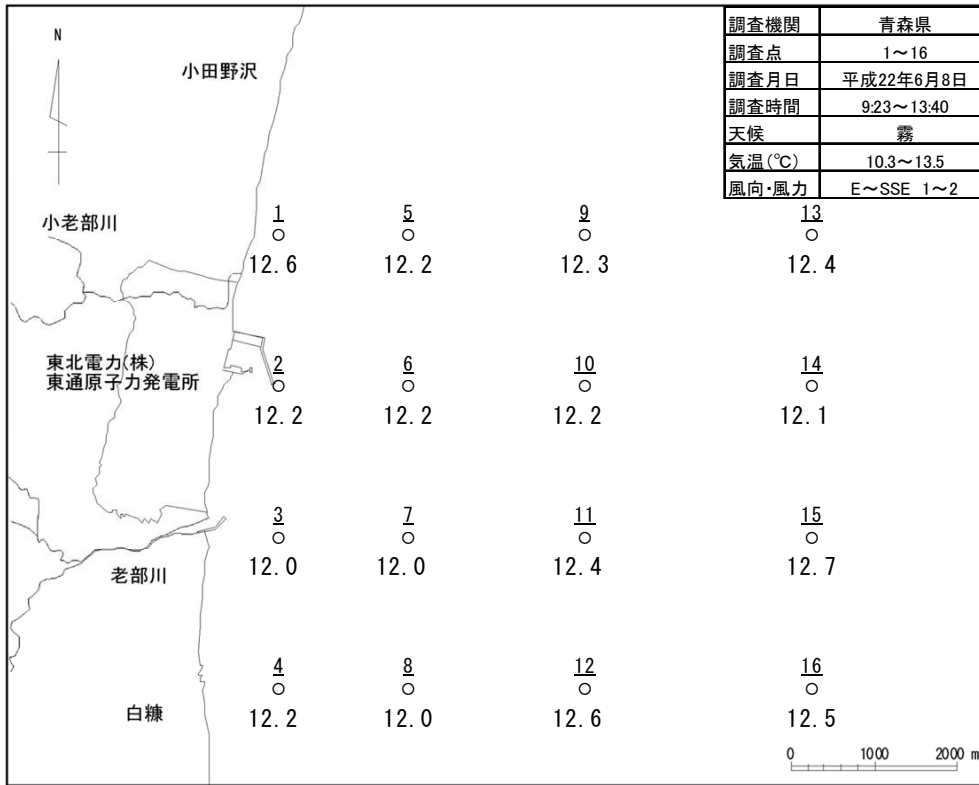 調査機関 青森県
調査点 1～16
調査月日 平成22年6月8日
調査時間 9:23～13:40
天候 霧
気温(℃) 10.3～13.5
風向・風力 E～SSE 1～2
N
小田野沢
小老部川
1 5 9 13
12.6 12.2 12.3 12.4
東北電力(株)
東通原子力発電所
2 6 10 14
12.2 12.2 12.2 12.1
3 7 11 15
12.0 12.0 12.4 12.7
老部川
4 8 12 16
12.2 12.0 12.6 12.5
白糠
0 1000 2000 m